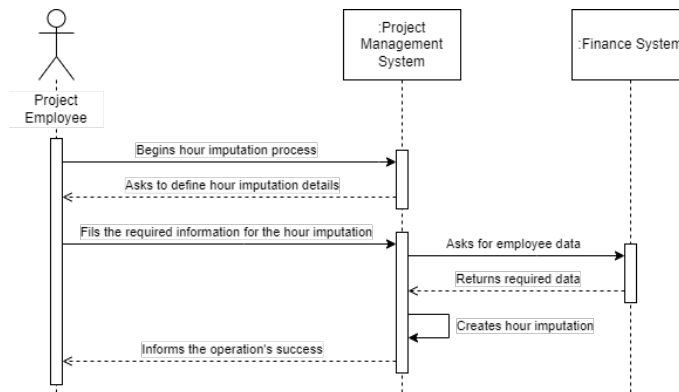 :Project
Management
System
:Finance System
Project
Employee
Begins hour imputation process
Asks to define hour imputation details
Fils the required information for the hour imputation
Asks for employee data
Returns required data
Creates hour imputation
Informs the operation's success